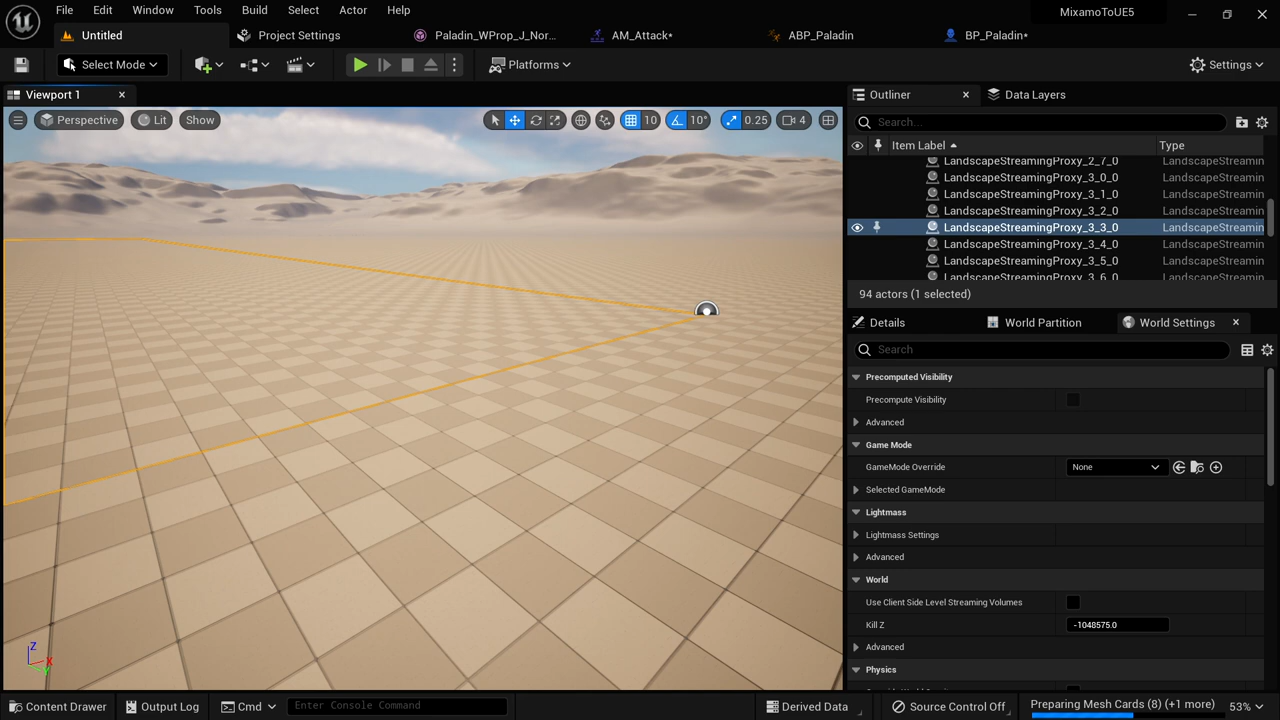 File Edit Window Tools Build Select Actor Help
MixamoToUE5
Untitled
Project Settings
Paladin_WProp_J_Nor...
AM_Attack*
ABP_Paladin
BP_Paladin*
Select Mode
Platforms
Settings
Viewport 1
Perspective
Lit
Show
10
10°
0.25
4
Outliner
Data Layers
Search...
Item Label
Type
LandscapeStreamingProxy_2_7_0 LandscapeStreamin
LandscapeStreamingProxy_3_0_0 LandscapeStreamin
LandscapeStreamingProxy_3_1_0 LandscapeStreamin
LandscapeStreamingProxy_3_2_0 LandscapeStreamin
LandscapeStreamingProxy_3_3_0 LandscapeStreamin
LandscapeStreamingProxy_3_4_0 LandscapeStreamin
LandscapeStreamingProxy_3_5_0 LandscapeStreamin
LandscapeStreamingProxy_3_6_0 LandscapeStreamin
94 actors (1 selected)
Details
World Partition
World Settings
Search
Precomputed Visibility
Precompute Visibility
Advanced
Game Mode
GameMode Override None
Selected GameMode
Lightmass
Lightmass Settings
Advanced
World
Use Client Side Level Streaming Volumes
Kill Z -1048575.0
Advanced
Physics
Z
X
Content Drawer
Output Log
Cmd
Enter Console Command
Derived Data
Source Control Off
Preparing Mesh Cards (8) (+1 more) 53%